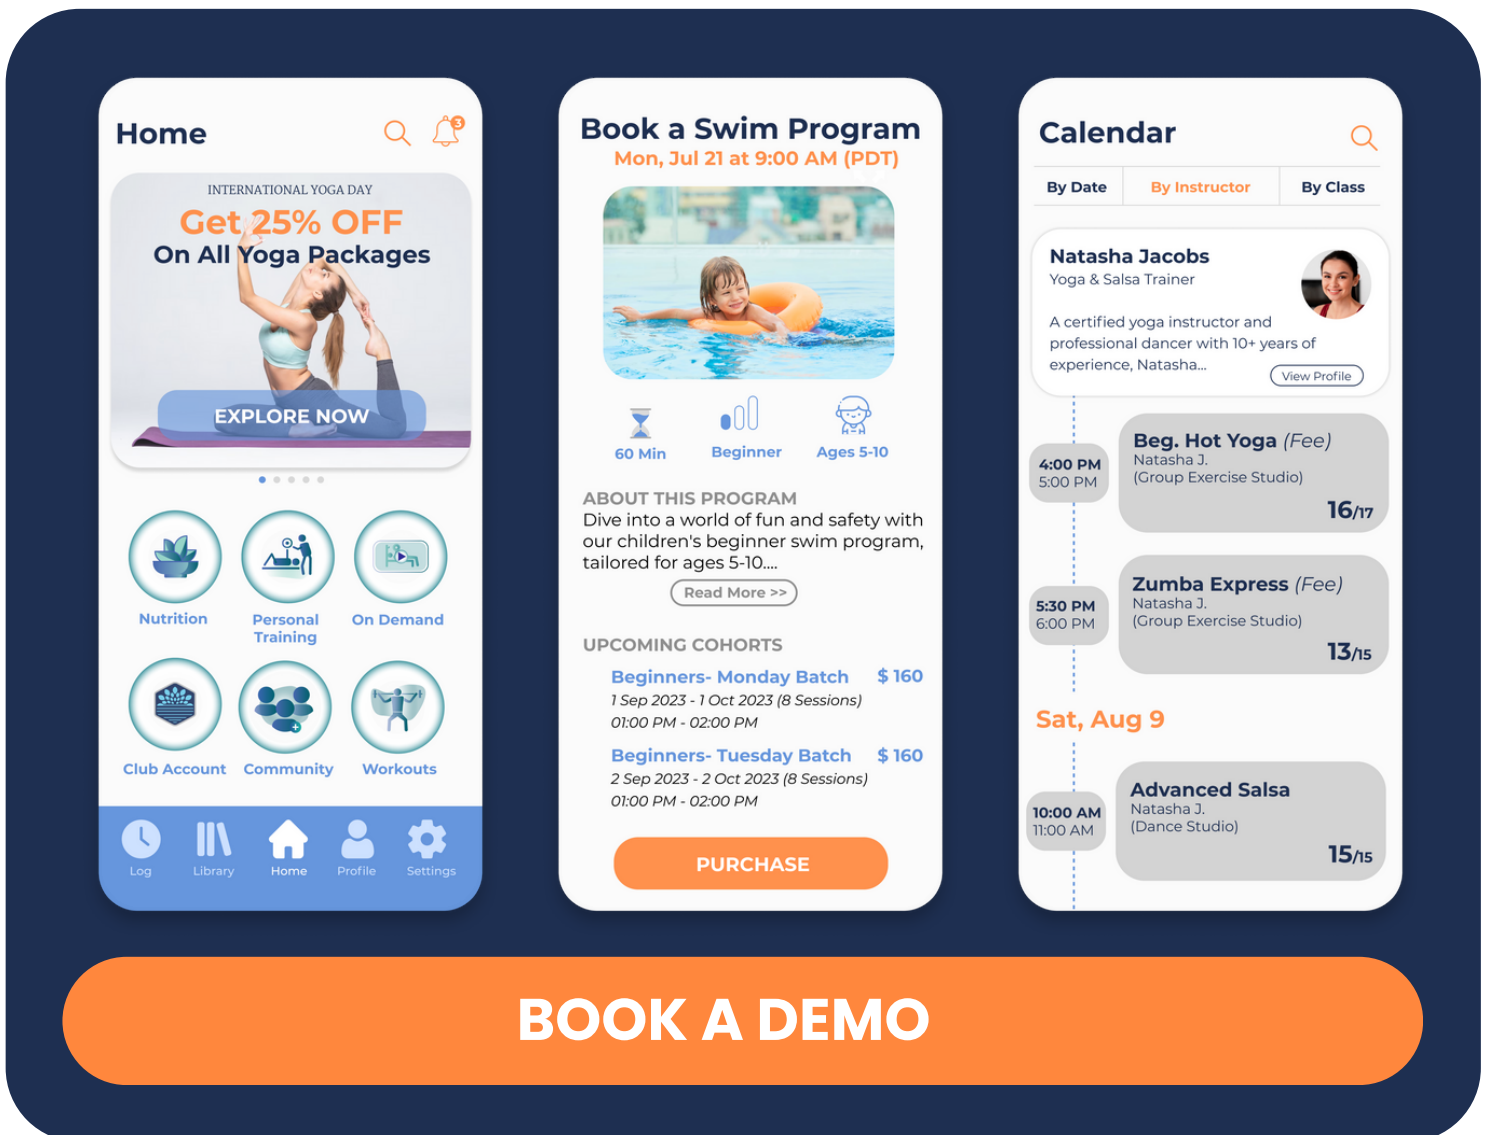 Home
3
INTERNATIONAL YOGA DAY
Get 25% OFF
On All Yoga Packages
EXPLORE NOW
Nutrition
Personal
Training
On Demand
Club Account
Community
Workouts
Log
Library
Home
Profile
Settings
Book a Swim Program
Mon, Jul 21 at 9:00 AM (PDT)
60 Min
Beginner
Ages 5-10
ABOUT THIS PROGRAM
Dive into a world of fun and safety with
our children's beginner swim program,
tailored for ages 5-10....
Read More >>
UPCOMING COHORTS
Beginners- Monday Batch $ 160
1 Sep 2023 - 1 Oct 2023 (8 Sessions)
01:00 PM - 02:00 PM
Beginners- Tuesday Batch $ 160
2 Sep 2023 - 2 Oct 2023 (8 Sessions)
01:00 PM - 02:00 PM
PURCHASE
Calendar
By Date
By Instructor
By Class
Natasha Jacobs
Yoga & Salsa Trainer
A certified yoga instructor and
professional dancer with 10+ years of
experience, Natasha...
View Profile
4:00 PM
5:00 PM
Beg. Hot Yoga (Fee)
Natasha J.
(Group Exercise Studio)
16/17
5:30 PM
6:00 PM
Zumba Express (Fee)
Natasha J.
(Group Exercise Studio)
13/15
Sat, Aug 9
10:00 AM
11:00 AM
Advanced Salsa
Natasha J.
(Dance Studio)
15/15
BOOK A DEMO